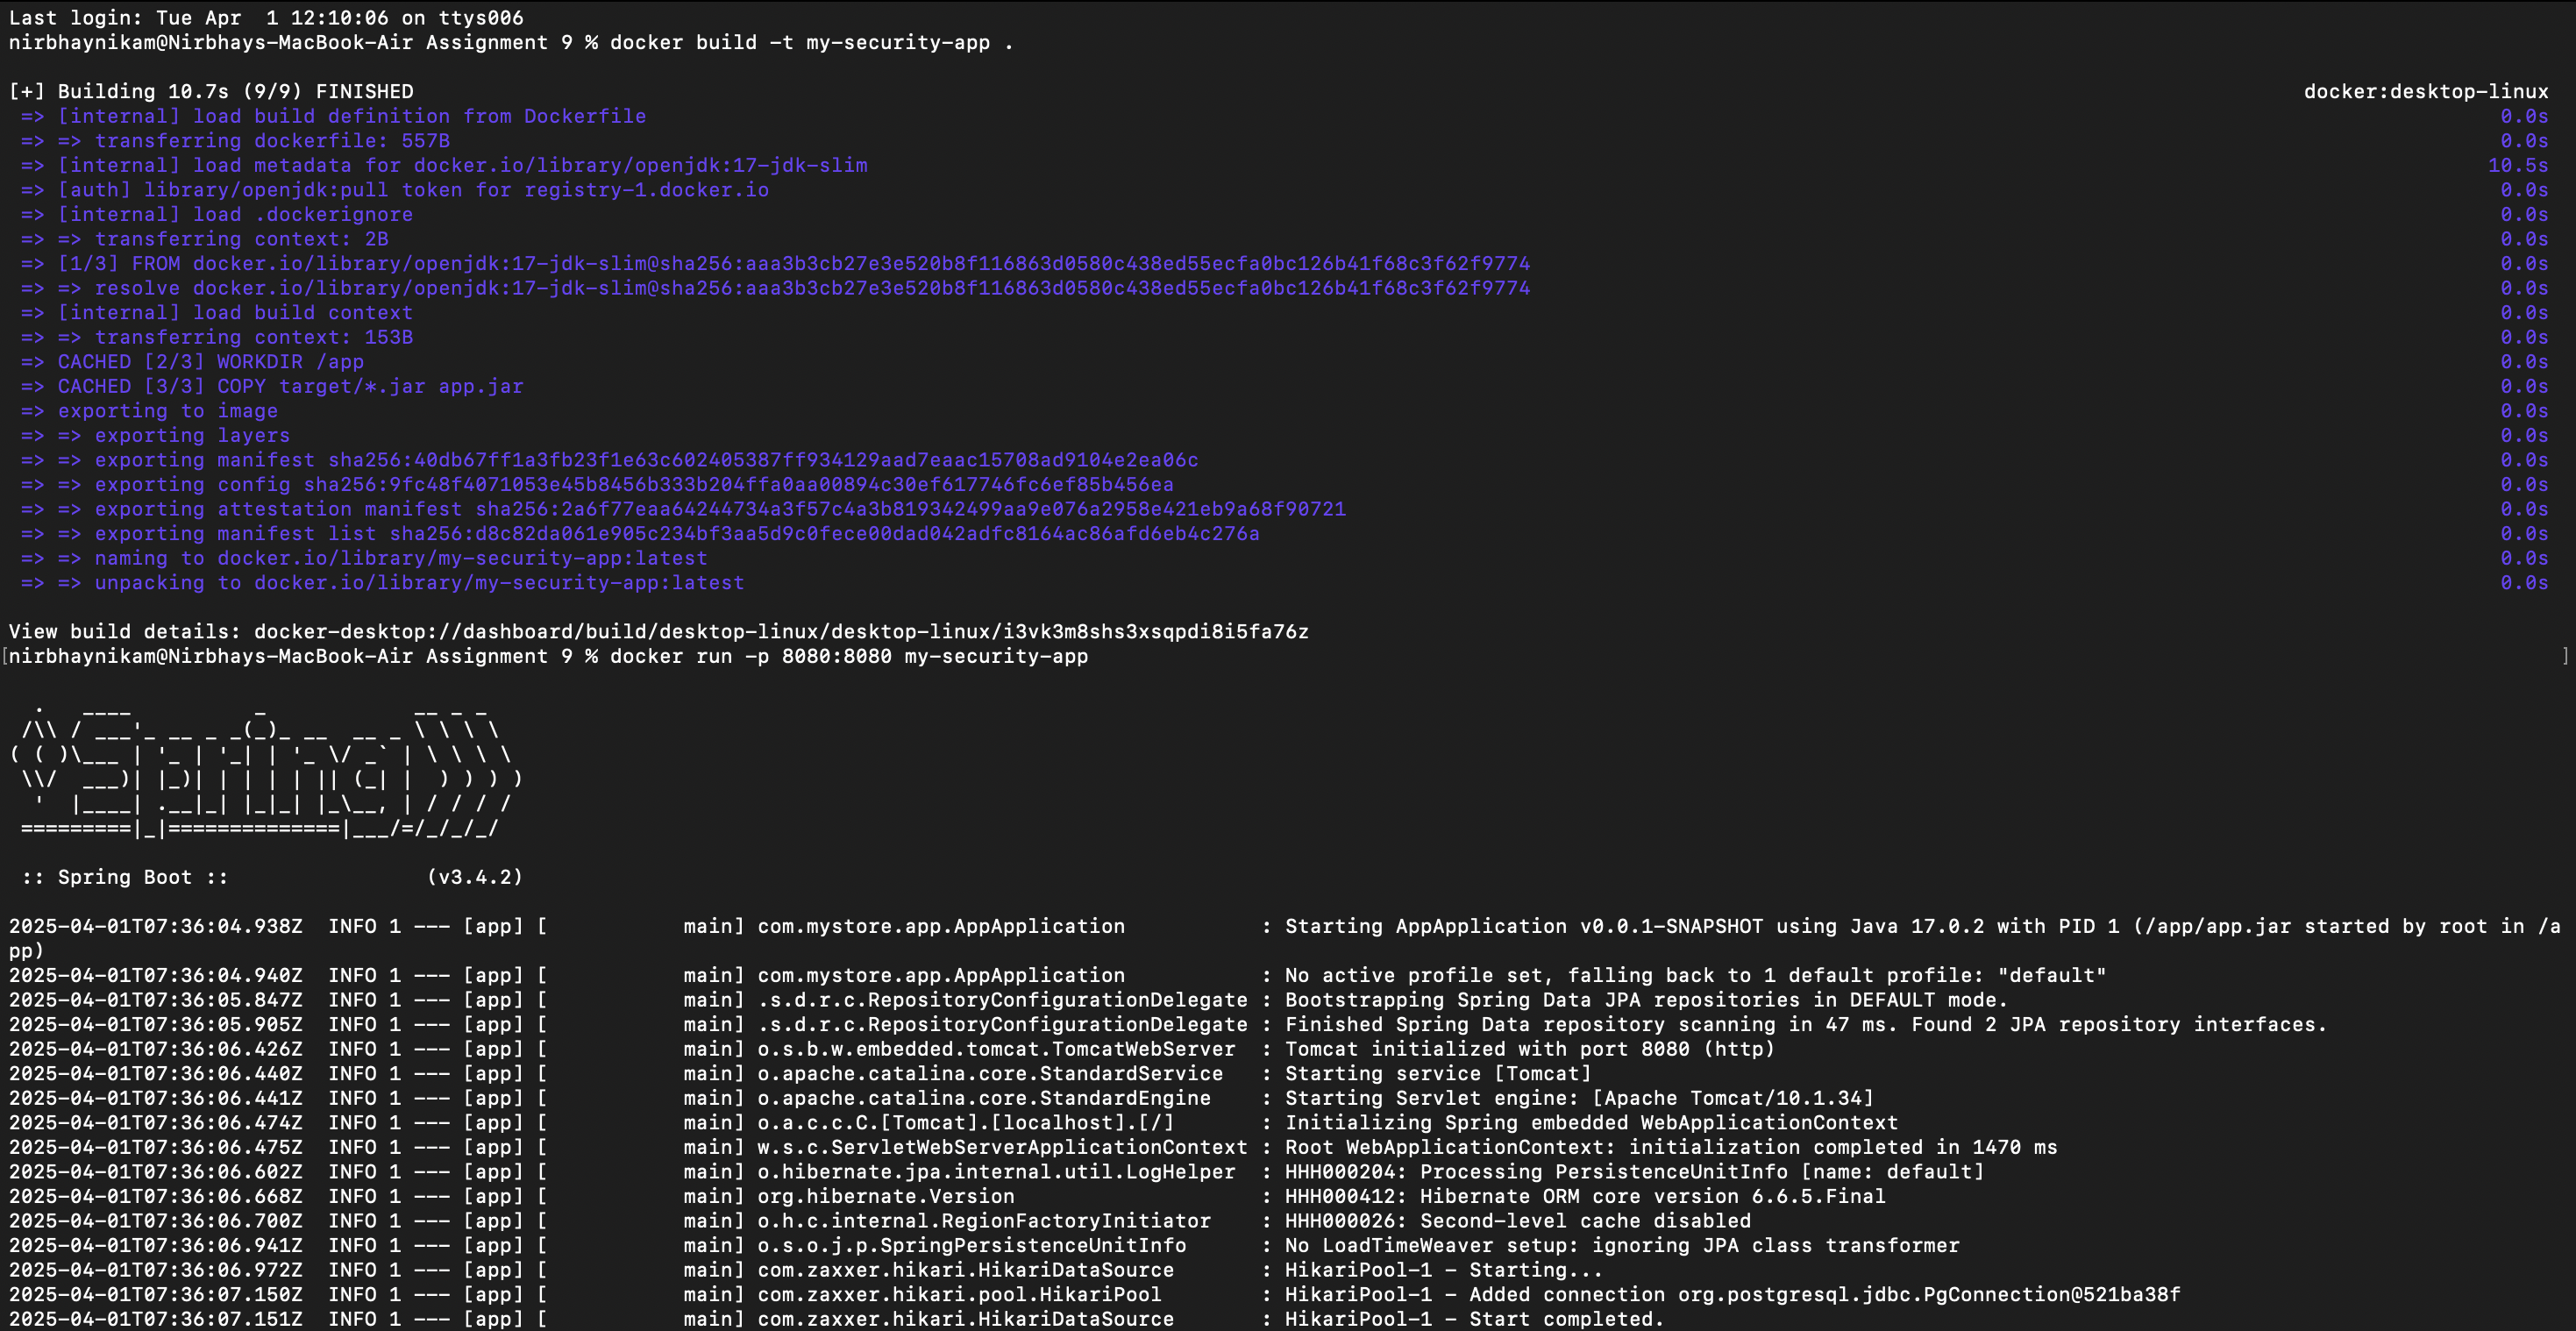 Last login: Tue Apr  1 12:10:06 on ttys006
nirbhaynikam@Nirbhays-MacBook-Air Assignment 9 % docker build -t my-security-app .
[+] Building 10.7s (9/9) FINISHED                                docker:desktop-linux
 => [internal] load build definition from Dockerfile                                0.0s
 => => transferring dockerfile: 557B                                0.0s
 => [internal] load metadata for docker.io/library/openjdk:17-jdk-slim                                10.5s
 => [auth] library/openjdk:pull token for registry-1.docker.io                                0.0s
 => [internal] load .dockerignore                                0.0s
 => => transferring context: 2B                                0.0s
 => [1/3] FROM docker.io/library/openjdk:17-jdk-slim@sha256:aaa3b3cb27e3e520b8f116863d0580c438ed55ecfa0bc126b41f68c3f62f9774                                0.0s
 => => resolve docker.io/library/openjdk:17-jdk-slim@sha256:aaa3b3cb27e3e520b8f116863d0580c438ed55ecfa0bc126b41f68c3f62f9774                                0.0s
 => [internal] load build context                                0.0s
 => => transferring context: 153B                                0.0s
 => CACHED [2/3] WORKDIR /app                                0.0s
 => CACHED [3/3] COPY target/*.jar app.jar                                0.0s
 => exporting to image                                0.0s
 => => exporting layers                                0.0s
 => => exporting manifest sha256:40db67ff1a3fb23f1e63c602405387ff934129aad7eaac15708ad9104e2ea06c                                0.0s
 => => exporting config sha256:9fc48f4071053e45b8456b333b204ffa0aa00894c30ef617746fc6ef85b456ea                                0.0s
 => => exporting attestation manifest sha256:2a6f77eaa64244734a3f57c4a3b819342499aa9e076a2958e421eb9a68f90721                                0.0s
 => => exporting manifest list sha256:d8c82da061e905c234bf3aa5d9c0fece00dad042adfc8164ac86afd6eb4c276a                                0.0s
 => => naming to docker.io/library/my-security-app:latest                                0.0s
 => => unpacking to docker.io/library/my-security-app:latest                                0.0s
View build details: docker-desktop://dashboard/build/desktop-linux/desktop-linux/i3vk3m8shs3xsqpdi8i5fa76z
[nirbhaynikam@Nirbhays-MacBook-Air Assignment 9 % docker run -p 8080:8080 my-security-app                                ]
  .   ____          _            __ _ _
 /\\ / ___'_ __ _ _(_)_ __  __ _ \ \ \ \
( ( )\___ | '_ | '_| | '_ \/ _` | \ \ \ \
 \\/  ___)| |_)| | | | | || (_| |  ) ) ) )
  '  |____| .__|_| |_|_| |_\__, | / / / /
 =========|_|==============|___/=/_/_/_/
 :: Spring Boot ::                (v3.4.2)
2025-04-01T07:36:04.938Z  INFO 1 --- [app] [           main] com.mystore.app.AppApplication           : Starting AppApplication v0.0.1-SNAPSHOT using Java 17.0.2 with PID 1 (/app/app.jar started by root in /a
pp)
2025-04-01T07:36:04.940Z  INFO 1 --- [app] [           main] com.mystore.app.AppApplication           : No active profile set, falling back to 1 default profile: "default"
2025-04-01T07:36:05.847Z  INFO 1 --- [app] [           main] .s.d.r.c.RepositoryConfigurationDelegate : Bootstrapping Spring Data JPA repositories in DEFAULT mode.
2025-04-01T07:36:05.905Z  INFO 1 --- [app] [           main] .s.d.r.c.RepositoryConfigurationDelegate : Finished Spring Data repository scanning in 47 ms. Found 2 JPA repository interfaces.
2025-04-01T07:36:06.426Z  INFO 1 --- [app] [           main] o.s.b.w.embedded.tomcat.TomcatWebServer  : Tomcat initialized with port 8080 (http)
2025-04-01T07:36:06.440Z  INFO 1 --- [app] [           main] o.apache.catalina.core.StandardService   : Starting service [Tomcat]
2025-04-01T07:36:06.441Z  INFO 1 --- [app] [           main] o.apache.catalina.core.StandardEngine    : Starting Servlet engine: [Apache Tomcat/10.1.34]
2025-04-01T07:36:06.474Z  INFO 1 --- [app] [           main] o.a.c.c.C.[Tomcat].[localhost].[/]       : Initializing Spring embedded WebApplicationContext
2025-04-01T07:36:06.475Z  INFO 1 --- [app] [           main] w.s.c.ServletWebServerApplicationContext : Root WebApplicationContext: initialization completed in 1470 ms
2025-04-01T07:36:06.602Z  INFO 1 --- [app] [           main] o.hibernate.jpa.internal.util.LogHelper  : HHH000204: Processing PersistenceUnitInfo [name: default]
2025-04-01T07:36:06.668Z  INFO 1 --- [app] [           main] org.hibernate.Version                    : HHH000412: Hibernate ORM core version 6.6.5.Final
2025-04-01T07:36:06.700Z  INFO 1 --- [app] [           main] o.h.c.internal.RegionFactoryInitiator    : HHH000026: Second-level cache disabled
2025-04-01T07:36:06.941Z  INFO 1 --- [app] [           main] o.s.o.j.p.SpringPersistenceUnitInfo      : No LoadTimeWeaver setup: ignoring JPA class transformer
2025-04-01T07:36:06.972Z  INFO 1 --- [app] [           main] com.zaxxer.hikari.HikariDataSource       : HikariPool-1 - Starting...
2025-04-01T07:36:07.150Z  INFO 1 --- [app] [           main] com.zaxxer.hikari.pool.HikariPool        : HikariPool-1 - Added connection org.postgresql.jdbc.PgConnection@521ba38f
2025-04-01T07:36:07.151Z  INFO 1 --- [app] [           main] com.zaxxer.hikari.HikariDataSource       : HikariPool-1 - Start completed.